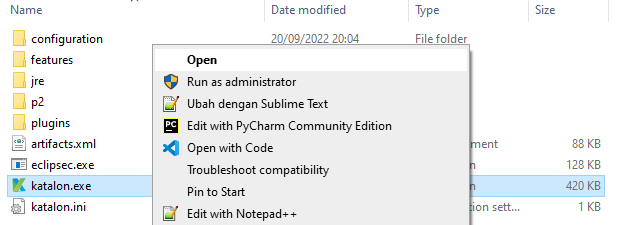 Name Date modified Type Size
configuration 20/09/2022 20:04 File folder
features
jre
p2
plugins
artifacts.xml ment 88 KB
eclipsec.exe 128 KB
katalon.exe 420 KB
katalon.ini tion sett... 1 KB
Open
Run as administrator
Ubah dengan Sublime Text
Edit with PyCharm Community Edition
Open with Code
Troubleshoot compatibility
Pin to Start
Edit with Notepad++